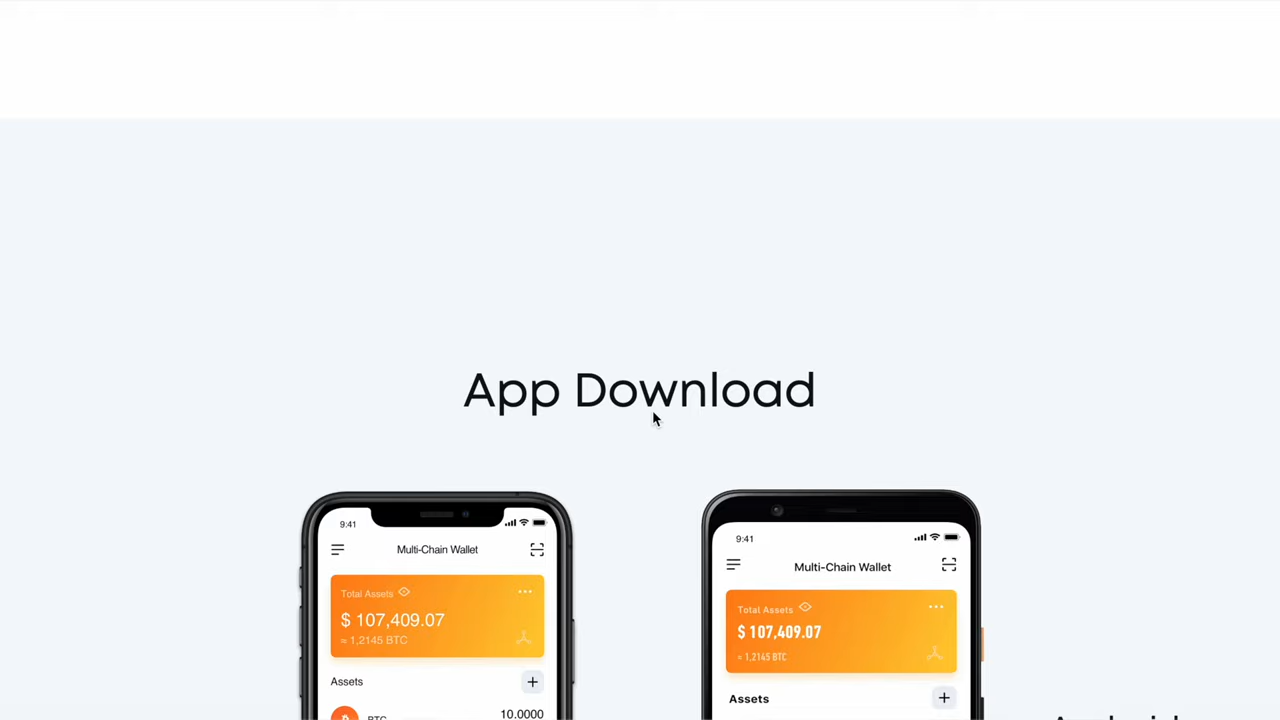 App Download
9:41
Multi-Chain Wallet
Total Assets
$ 107,409.07
≈ 1,2145 BTC
Assets
BTC
10.0000
9:41
Multi-Chain Wallet
Total Assets
$ 107,409.07
≈ 1,2145 BTC
Assets